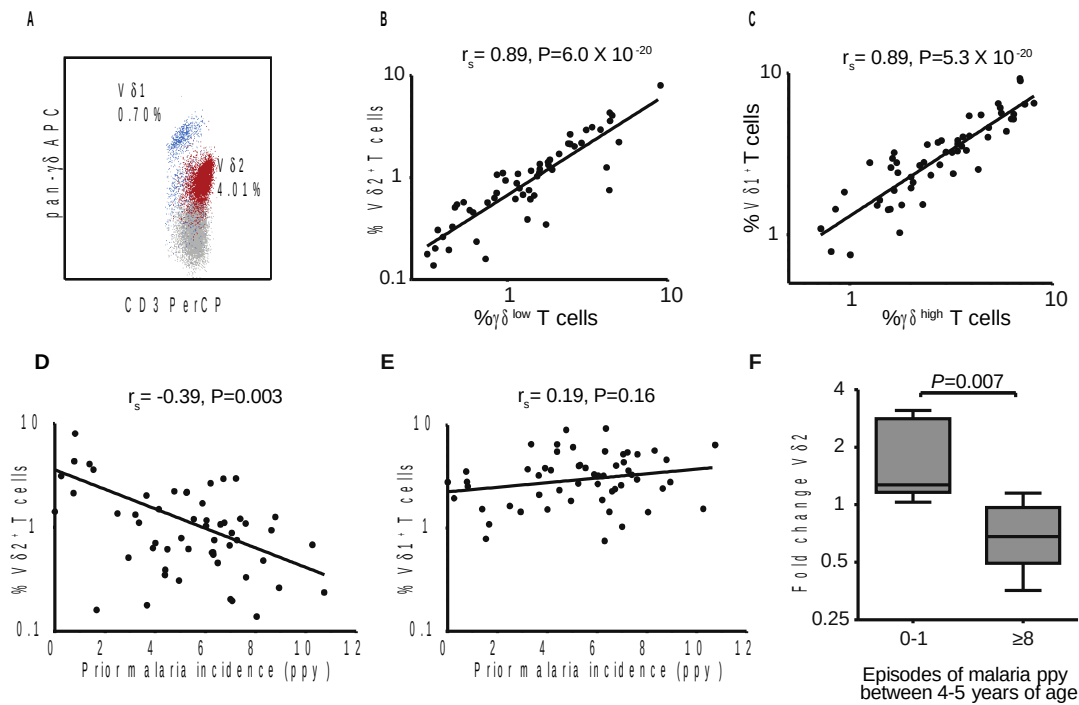 A
Vδ1
0.70%
Vδ2
4.01%
pan-γδ APC
CD3 PerCP
B
rs= 0.89, P=6.0 X 10-20
10
1
0.1
% Vδ2+ T cells
1 10
%γδ low T cells
C
rs= 0.89, P=5.3 X 10-20
10
1
% Vδ1+ T cells
1 10
%γδ high T cells
D
rs= -0.39, P=0.003
10
1
0.1
% Vδ2+ T cells
0 2 4 6 8 10 12
Prior malaria incidence (ppy)
E
rs= 0.19, P=0.16
10
1
0.1
% Vδ1+ T cells
0 2 4 6 8 10 12
Prior malaria incidence (ppy)
F
P=0.007
4
2
1
0.5
0.25
Fold change Vδ2
0-1 ≥8
Episodes of malaria ppy
between 4-5 years of age